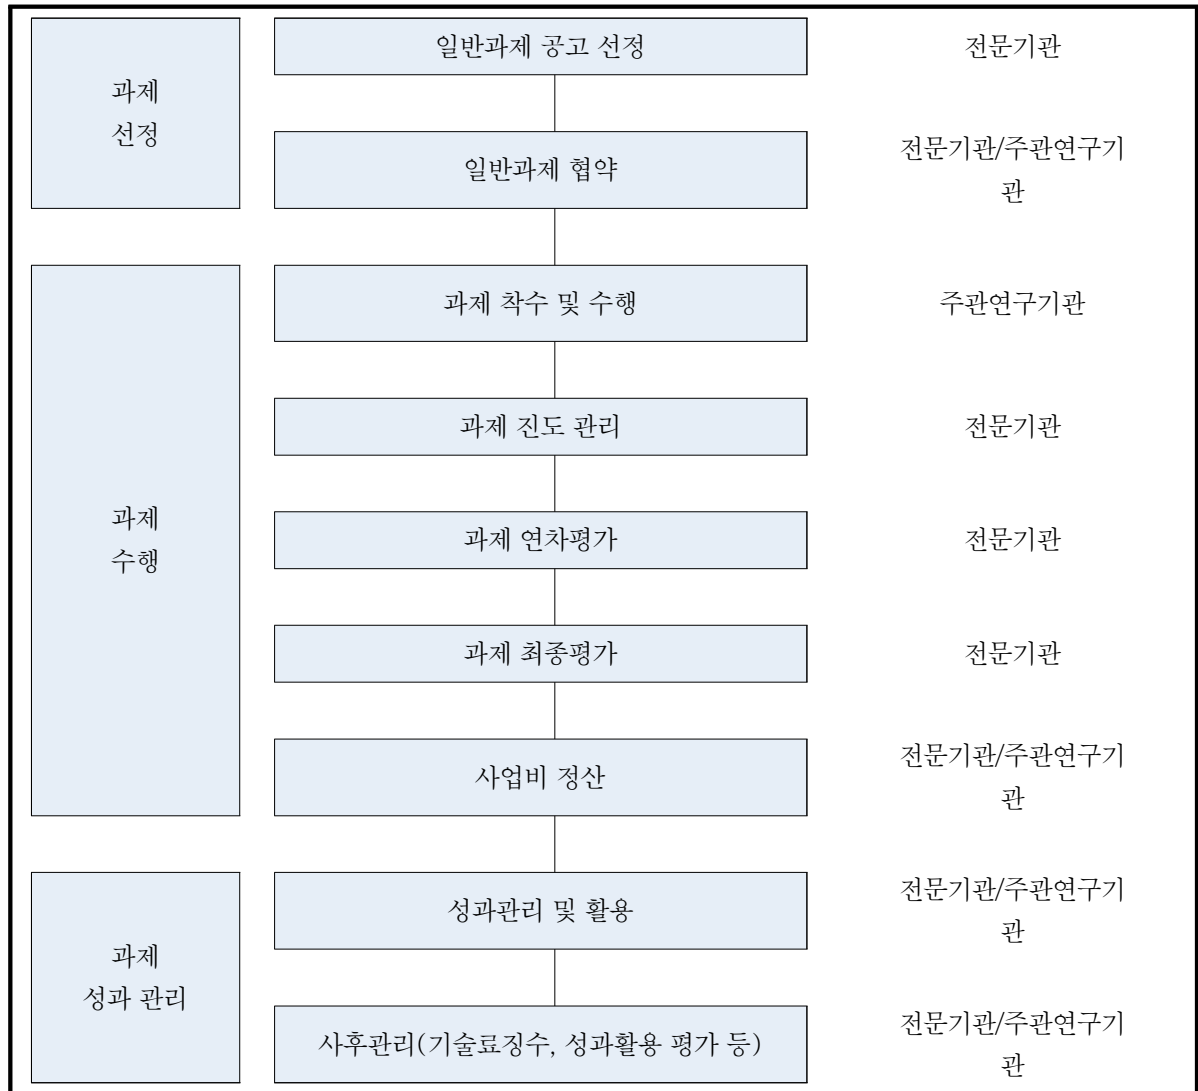 과제
선정
일반과제 공고 선정
전문기관
일반과제 협약
전문기관/주관연구기
관
과제
수행
과제 착수 및 수행
주관연구기관
과제 진도 관리
전문기관
과제 연차평가
전문기관
과제 최종평가
전문기관
사업비 정산
전문기관/주관연구기
관
과제
성과 관리
성과관리 및 활용
전문기관/주관연구기
관
사후관리(기술료징수, 성과활용 평가 등)
전문기관/주관연구기
관